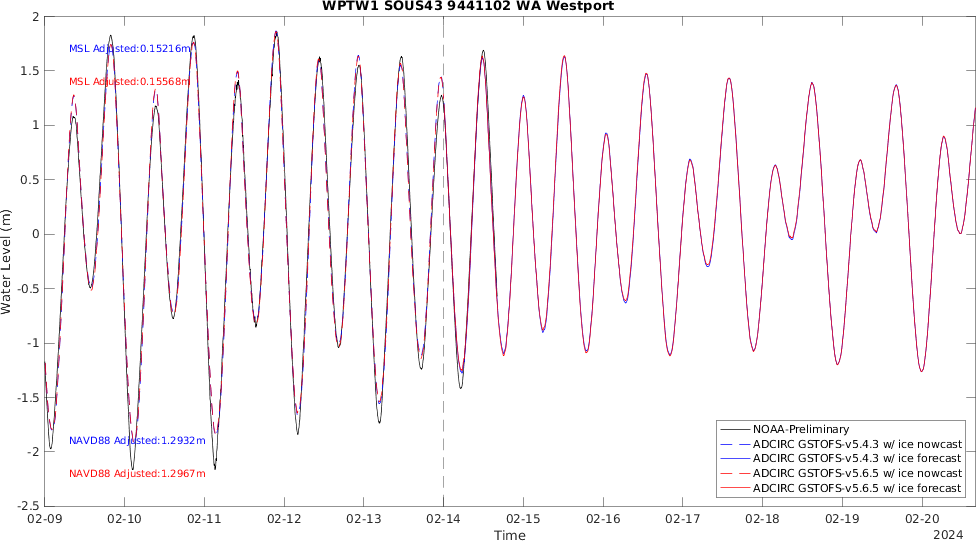 WPTW1 SOUS43 9441102 WA Westport
Water Level (m)
2
1.5
1
0.5
0
-0.5
-1
-1.5
-2
-2.5
MSL Adjusted:0.15216m
MSL Adjusted:0.15568m
NAVD88 Adjusted:1.2932m
NAVD88 Adjusted:1.2967m
NOAA-Preliminary
ADCIRC GSTOFS-v5.4.3 w/ ice nowcast
ADCIRC GSTOFS-v5.4.3 w/ ice forecast
ADCIRC GSTOFS-v5.6.5 w/ ice nowcast
ADCIRC GSTOFS-v5.6.5 w/ ice forecast
02-09 02-10 02-11 02-12 02-13 02-14 02-15 02-16 02-17 02-18 02-19 02-20
Time
2024